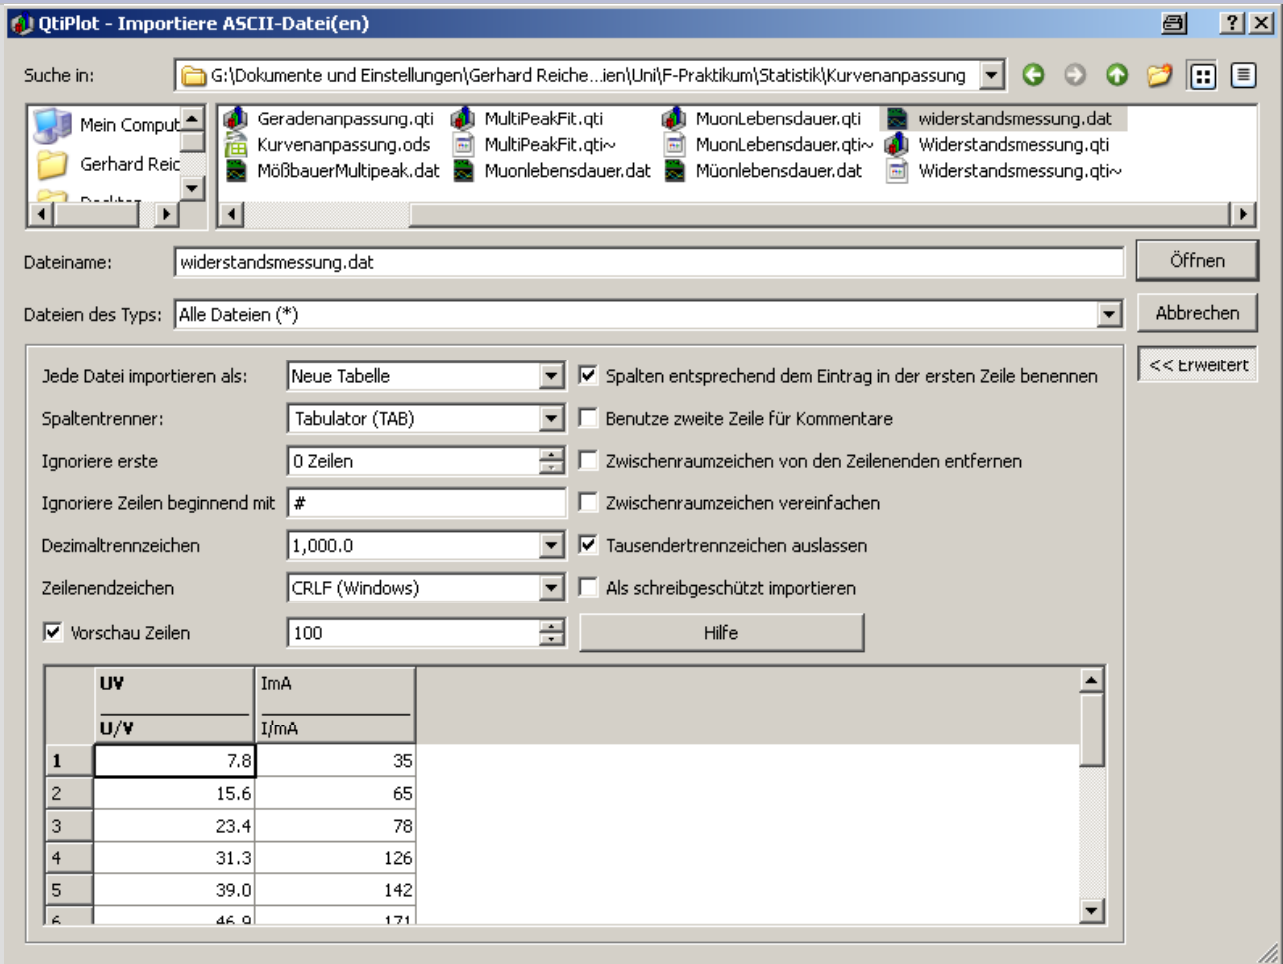 QtiPlot - Importiere ASCII-Datei(en)
Suche in: G:\Dokumente und Einstellungen\Gerhard Reiche...ien\Uni\F-Praktikum\Statistik\Kurvenanpassung
Mein Comput
Gerhard Reic
Geradenanpassung.qti MultiPeakFit.qti MuonLebensdauer.qti widerstandsmessung.dat
Kurvenanpassung.ods MultiPeakFit.qti~ MuonLebensdauer.qti~ Widerstandsmessung.qti
MößbauerMultipeak.dat Muonlebensdauer.dat Müonlebensdauer.dat Widerstandsmessung.qti~
Dateiname: widerstandsmessung.dat Öffnen
Dateien des Typs: Alle Dateien (*) Abbrechen
<< Erweitert
Jede Datei importieren als: Neue Tabelle Spalten entsprechend dem Eintrag in der ersten Zeile benennen
Spaltentrenner: Tabulator (TAB) Benutze zweite Zeile für Kommentare
Ignoriere erste 0 Zeilen Zwischenraumzeichen von den Zeilenenden entfernen
Ignoriere Zeilen beginnend mit # Zwischenraumzeichen vereinfachen
Dezimaltrennzeichen 1,000.0 Tausendertrennzeichen auslassen
Zeilenendzeichen CRLF (Windows) Als schreibgeschützt importieren
Vorschau Zeilen 100 Hilfe
UV ImA
U/V I/mA
1 7.8 35
2 15.6 65
3 23.4 78
4 31.3 126
5 39.0 142
6 46.9 171